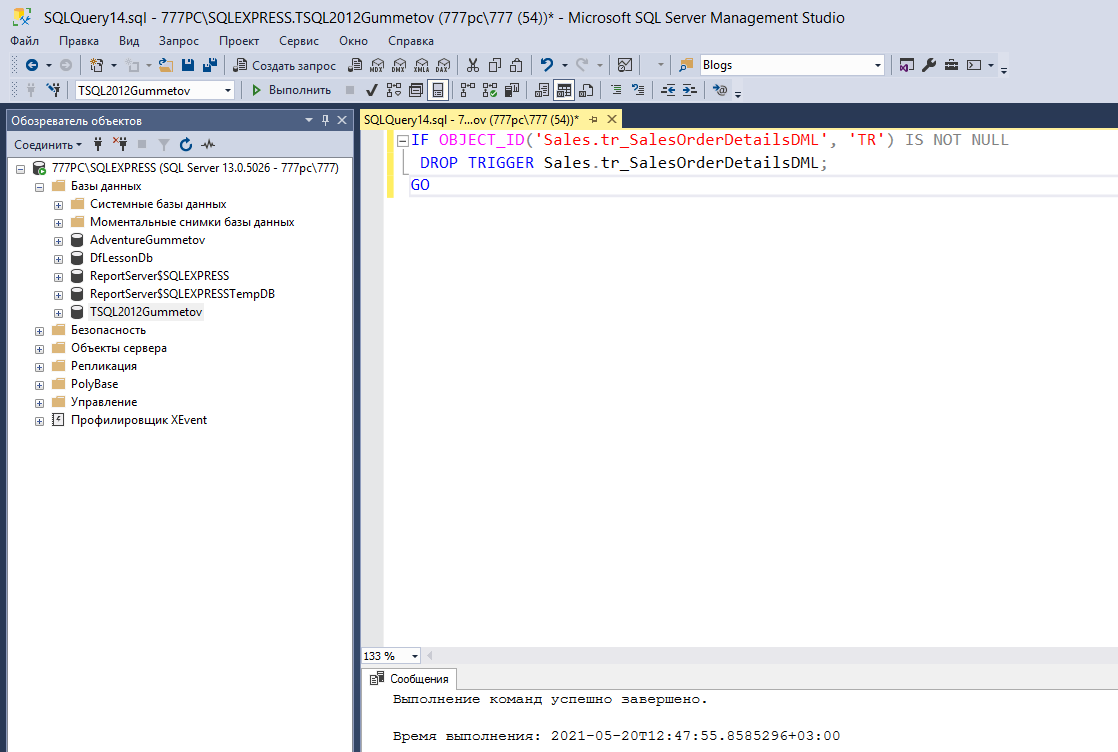 SQLQuery14.sql - 777PC\SQLEXPRESS.TSQL2012Gummetov (777pc\777 (54))* - Microsoft SQL Server Management Studio
Файл Правка Вид Запрос Проект Сервис Окно Справка
Создать запрос MDX DMX XMLA DAX Blogs
TSQL2012Gummetov Выполнить
Обозреватель объектов
Соединить
777PC\SQLEXPRESS (SQL Server 13.0.5026 - 777pc\777)
Базы данных
Системные базы данных
Моментальные снимки базы данных
AdventureGummetov
DfLessonDb
ReportServer$SQLEXPRESS
ReportServer$SQLEXPRESSTempDB
TSQL2012Gummetov
Безопасность
Объекты сервера
Репликация
PolyBase
Управление
Профилировщик XEvent
SQLQuery14.sql - 7...ov (777pc\777 (54))*
IF OBJECT_ID('Sales.tr_SalesOrderDetailsDML', 'TR') IS NOT NULL
DROP TRIGGER Sales.tr_SalesOrderDetailsDML;
GO
133 %
Сообщения
Выполнение команд успешно завершено.
Время выполнения: 2021-05-20T12:47:55.8585296+03:00